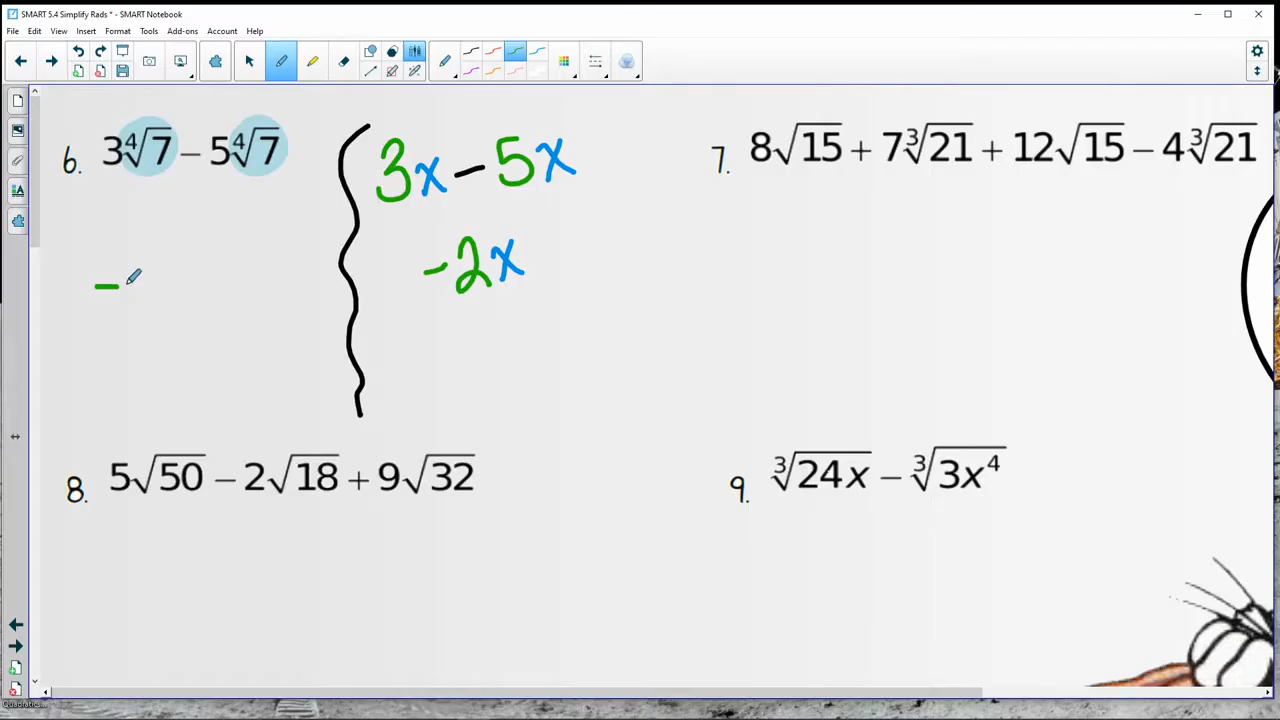 SMART 5.4 Simplify Rads * - SMART Notebook
File Edit View Insert Format Tools Add-ons Account Help
6. 3∜7 − 5∜7
3x - 5x
7. 8√15 + 7∛21 + 12√15 − 4∛21
-
-2x
8. 5√50 − 2√18 + 9√32
9. ∛24x − ∛3x⁴
Quadratics...